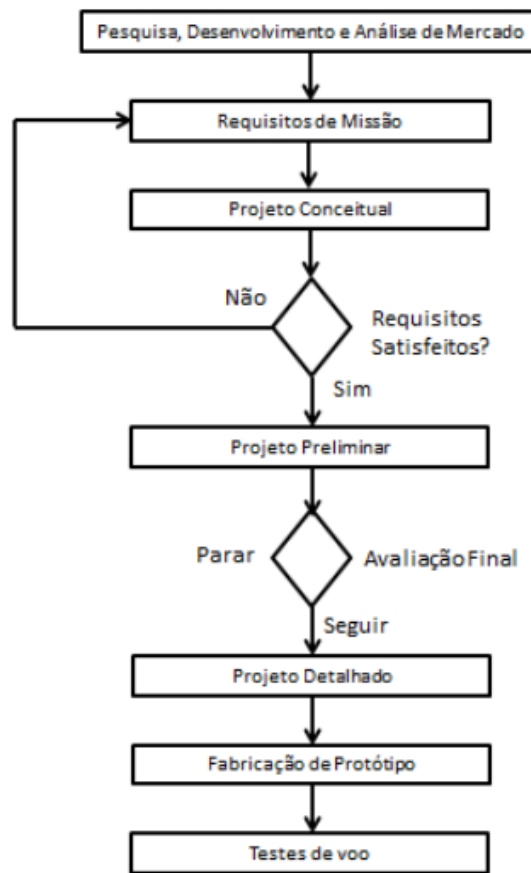 Pesquisa, Desenvolvimento e Análise de Mercado
Requisitos de Missão
Projeto Conceitual
Não
Requisitos
Satisfeitos?
Sim
Projeto Preliminar
Parar
Avaliação Final
Seguir
Projeto Detalhado
Fabricação de Protótipo
Testes de voo